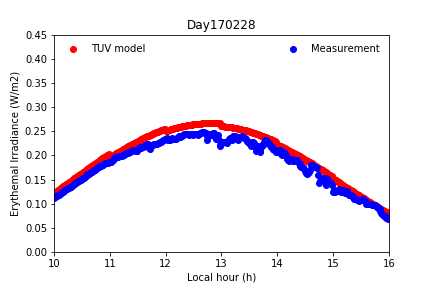 Day170228
TUV model
Measurement
Erythemal Irradiance (W/m2)
0.45
0.40
0.35
0.30
0.25
0.20
0.15
0.10
0.05
0.00
10 11 12 13 14 15 16
Local hour (h)